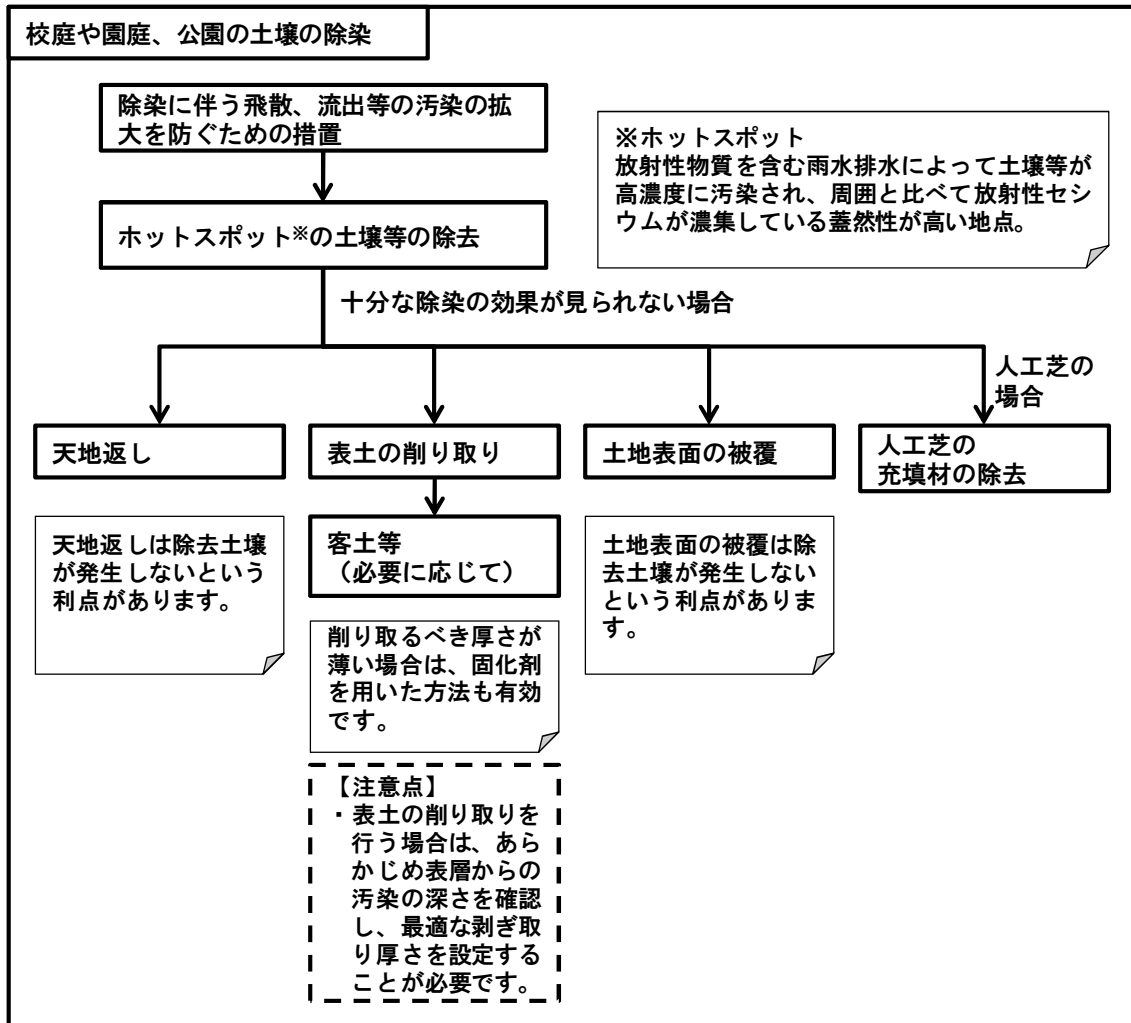 校庭や園庭、公園の土壌の除染
除染に伴う飛散、流出等の汚染の拡
大を防ぐための措置
※ホットスポット
放射性物質を含む雨水排水によって土壌等が
高濃度に汚染され、周囲と比べて放射性セシ
ウムが濃集している蓋然性が高い地点。
ホットスポット※の土壌等の除去
十分な除染の効果が見られない場合
人工芝の
場合
天地返し
表土の削り取り
土地表面の被覆
人工芝の
充填材の除去
天地返しは除去土壌
が発生しないという
利点があります。
客土等
(必要に応じて)
土地表面の被覆は除
去土壌が発生しない
という利点がありま
す。
削り取るべき厚さが
薄い場合は、固化剤
を用いた方法も有効
です。
【注意点】
・表土の削り取りを
行う場合は、あら
かじめ表層からの
汚染の深さを確認
し、最適な剥ぎ取
り厚さを設定する
ことが必要です。